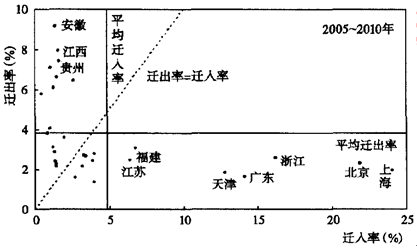 2005~2010年
迁出率(%)
10
8
6
4
2
0
安徽
江西
贵州
平均迁入率
迁出率=迁入率
平均迁出率
福建
江苏
浙江
天津
广东
北京
上海
0
5
10
15
20
25
迁入率(%)